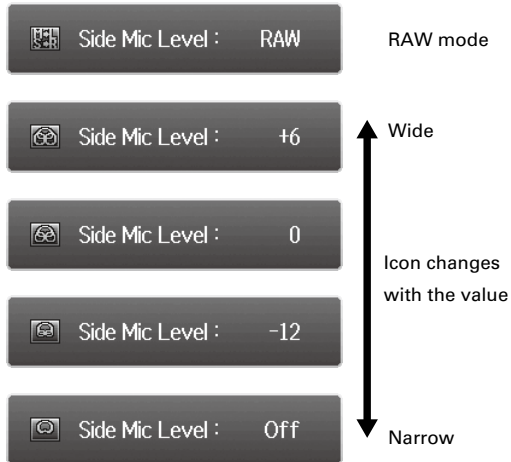 Side Mic Level : RAW
RAW mode
Side Mic Level : +6
Wide
Side Mic Level : 0
Icon changes
with the value
Side Mic Level : -12
Side Mic Level : Off
Narrow